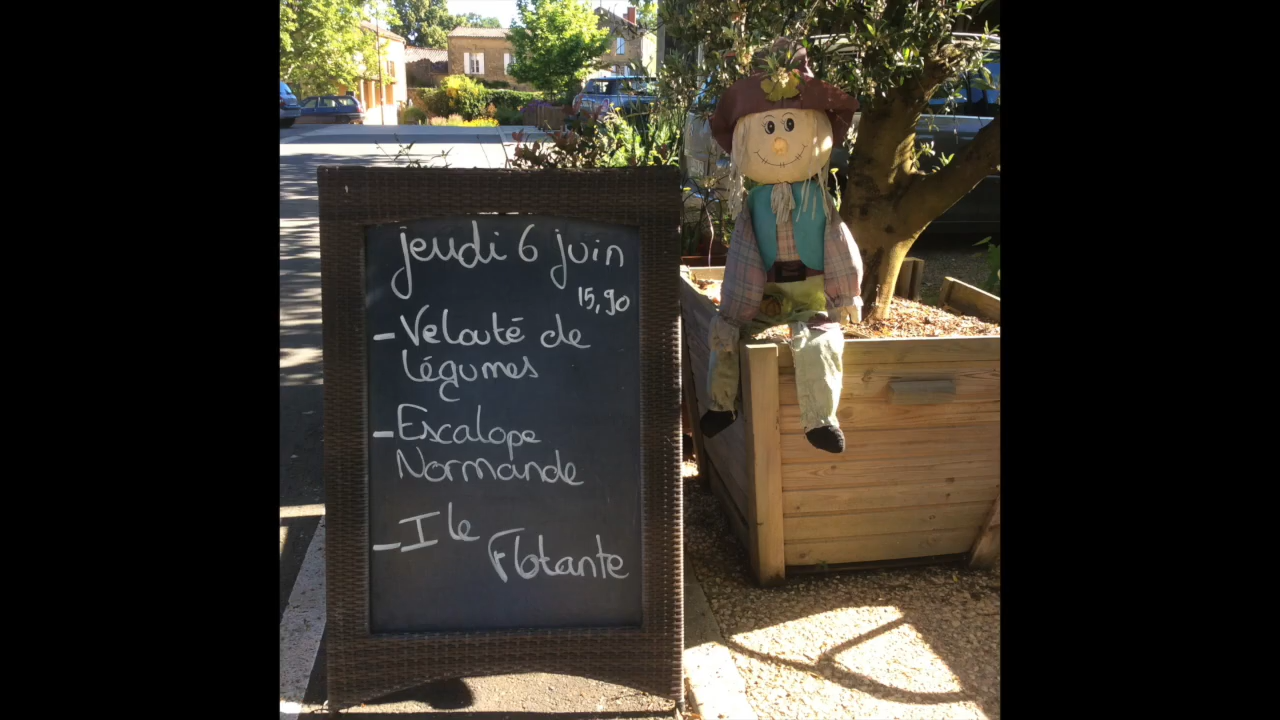 jeudi 6 juin
15,90
- Velouté de
légumes
- Escalope
Normande
- Ile
Flotante